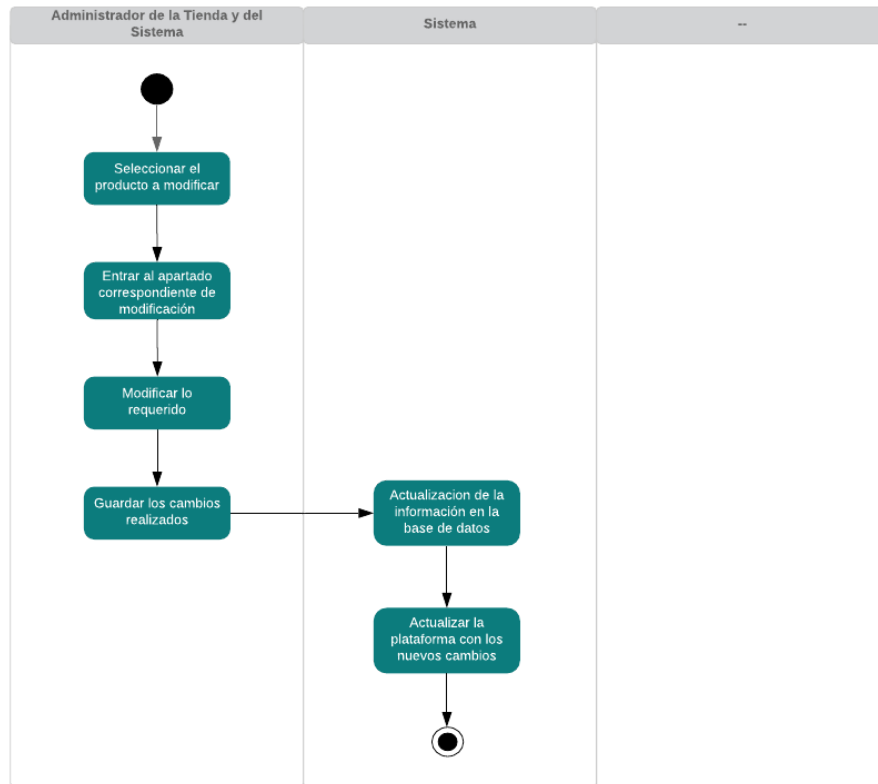 Administrador de la Tienda y del
Sistema
Sistema
--
Seleccionar el
producto a modificar
Entrar al apartado
correspondiente de
modificación
Modificar lo
requerido
Guardar los cambios
realizados
Actualizacion de la
información en la
base de datos
Actualizar la
plataforma con los
nuevos cambios